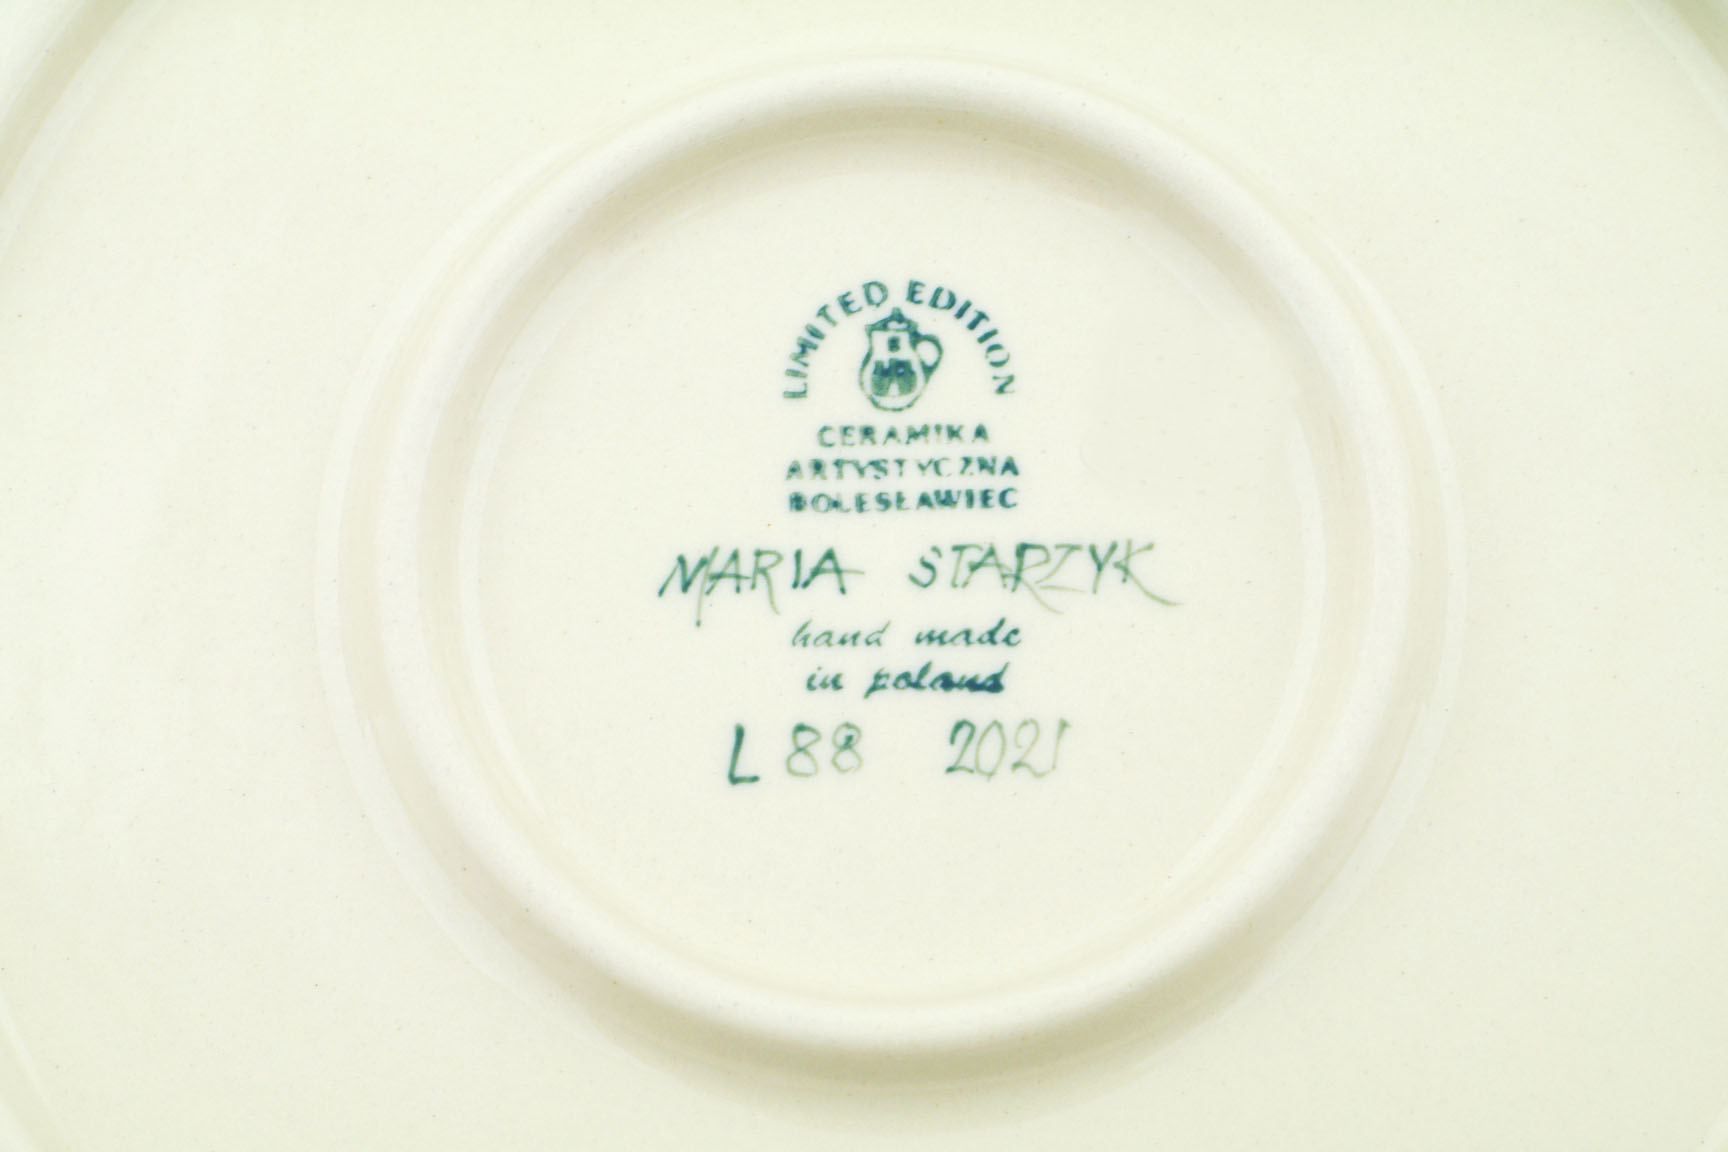 LIMITED EDITION
CERAMIKA
ARTYSTYCZNA
BOLESŁAWIEC
MARIA STARZYK
hand made
in poland
L 88 2021